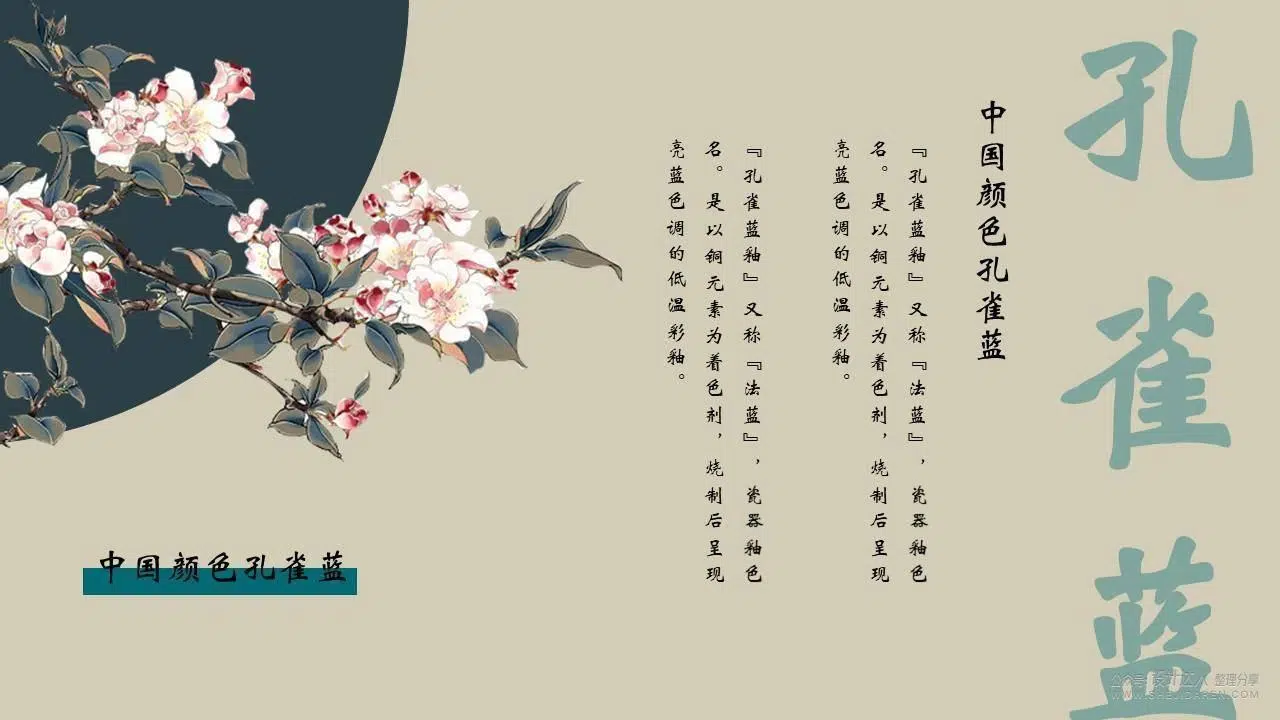 孔雀蓝
中国颜色孔雀蓝
『孔雀蓝釉』又称『法蓝』，瓷器釉色
名。是以铜元素为着色剂，烧制后呈现
亮蓝色调的低温彩釉。
『孔雀蓝釉』又称『法蓝』，瓷器釉色
名。是以铜元素为着色剂，烧制后呈现
亮蓝色调的低温彩釉。
中国颜色孔雀蓝
公众号 设计达人 整理分享
WWW.SHEJIDAREN.COM